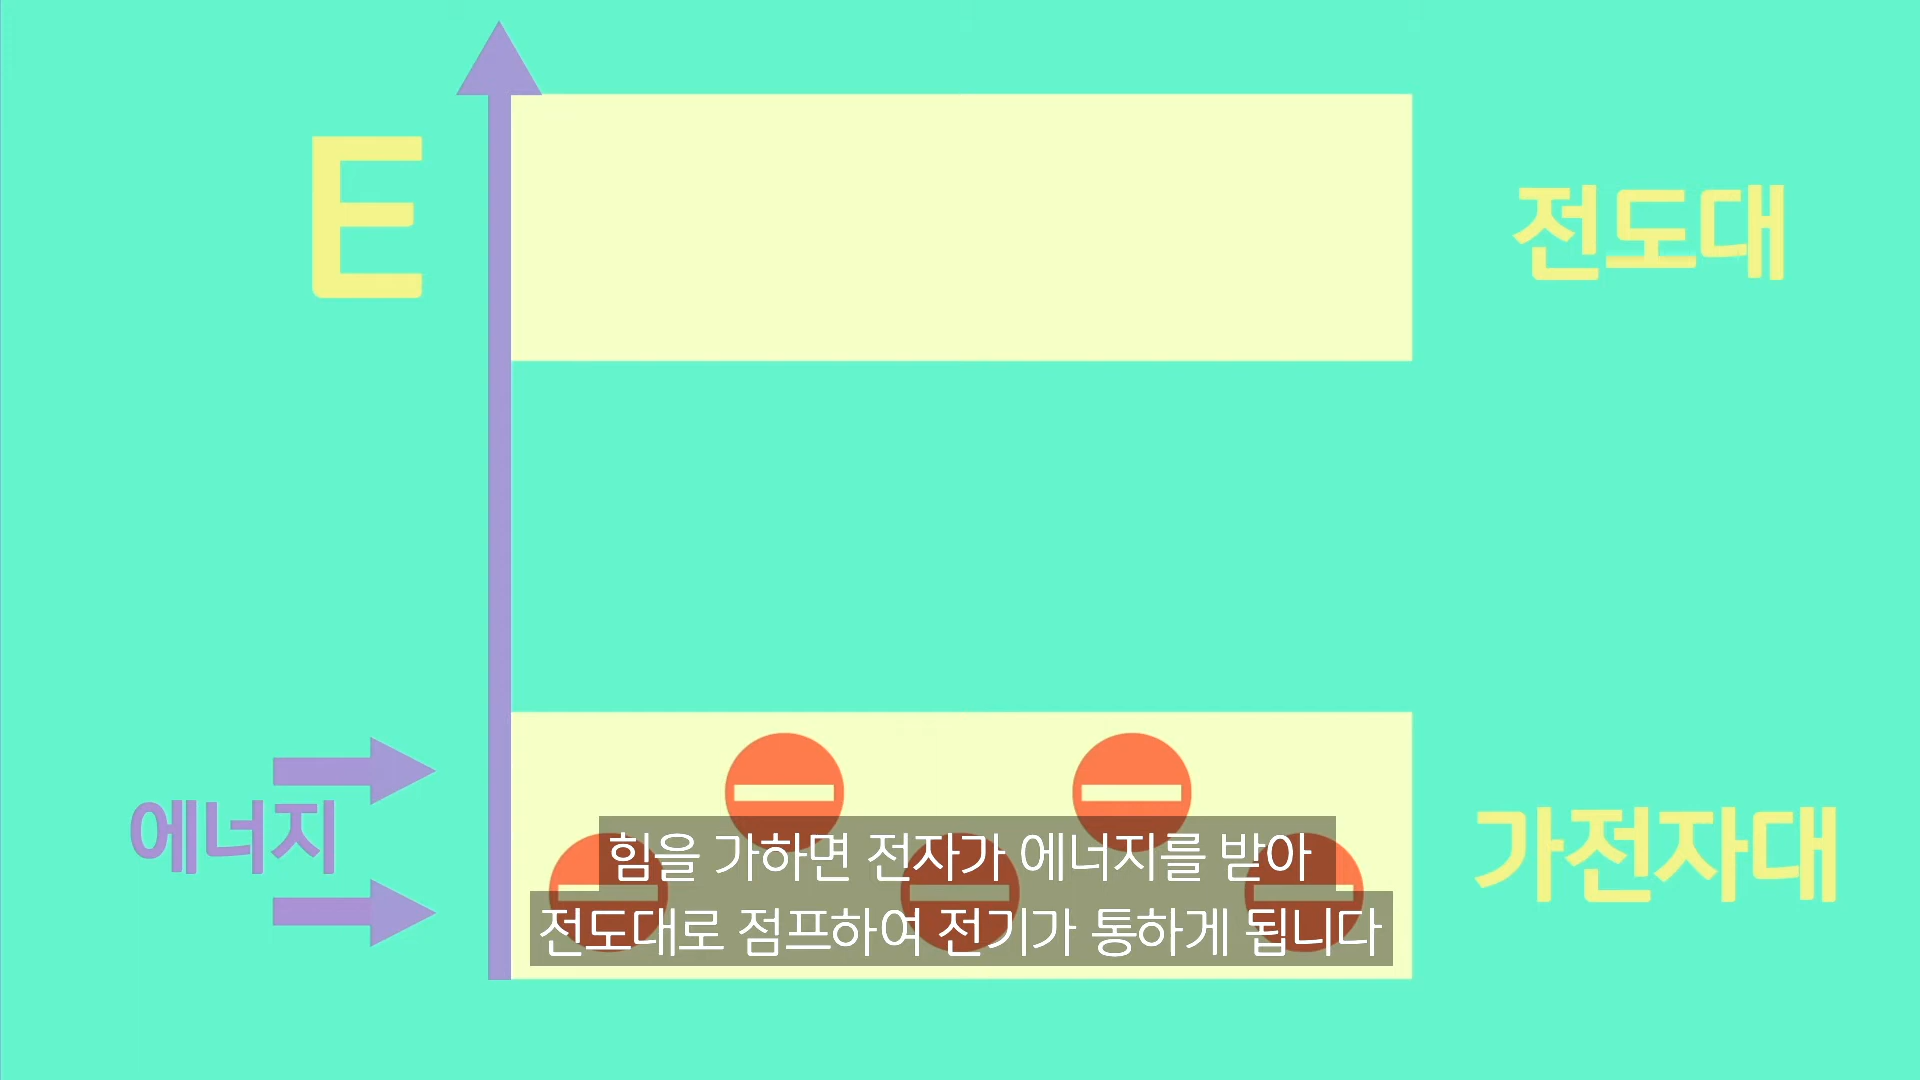 E
전도대
에너지
가전자대
힘을 가하면 전자가 에너지를 받아
전도대로 점프하여 전기가 통하게 됩니다